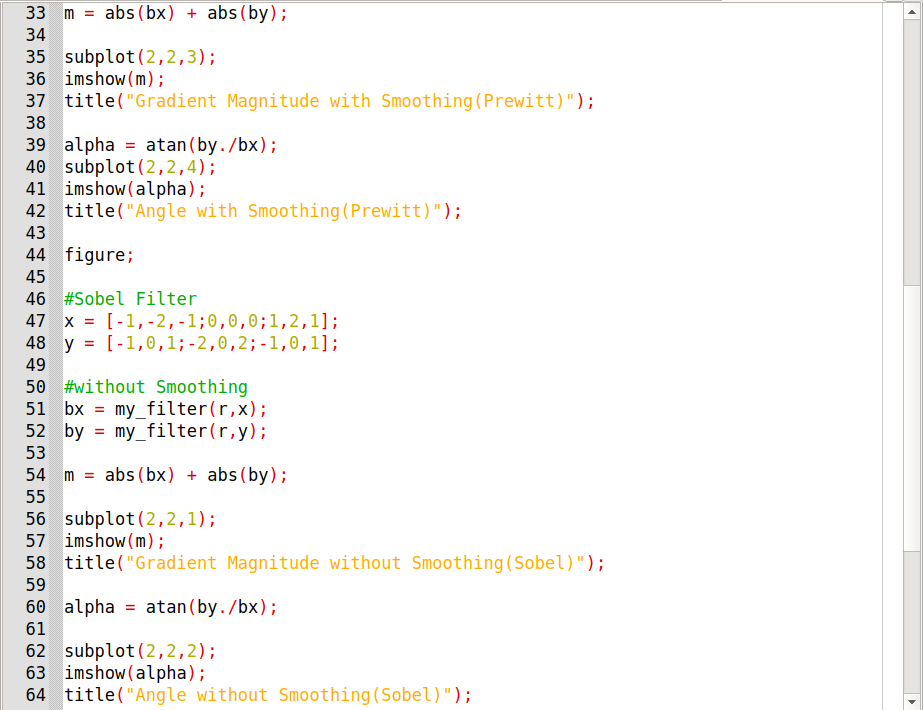 33 m = abs(bx) + abs(by);
34
35 subplot(2,2,3);
36 imshow(m);
37 title("Gradient Magnitude with Smoothing(Prewitt)");
38
39 alpha = atan(by./bx);
40 subplot(2,2,4);
41 imshow(alpha);
42 title("Angle with Smoothing(Prewitt)");
43
44 figure;
45
46 #Sobel Filter
47 x = [-1,-2,-1;0,0,0;1,2,1];
48 y = [-1,0,1;-2,0,2;-1,0,1];
49
50 #without Smoothing
51 bx = my_filter(r,x);
52 by = my_filter(r,y);
53
54 m = abs(bx) + abs(by);
55
56 subplot(2,2,1);
57 imshow(m);
58 title("Gradient Magnitude without Smoothing(Sobel)");
59
60 alpha = atan(by./bx);
61
62 subplot(2,2,2);
63 imshow(alpha);
64 title("Angle without Smoothing(Sobel)");